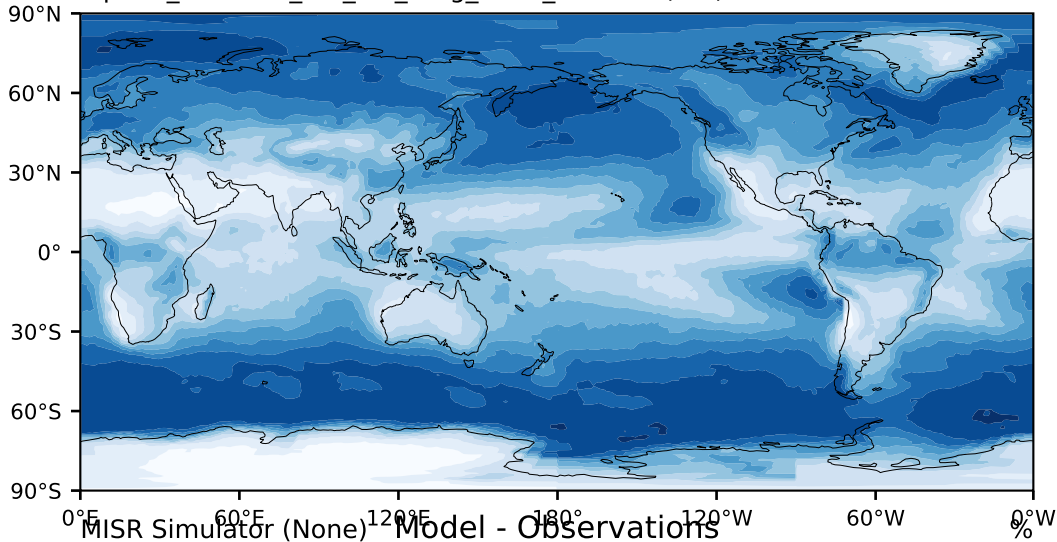 90°N
60°N
30°N
0°
30°S
60°S
90°S
0°E 60°E 120°E 180° 120°W 60°W 0°W
MISR Simulator (None) Model - Observations %